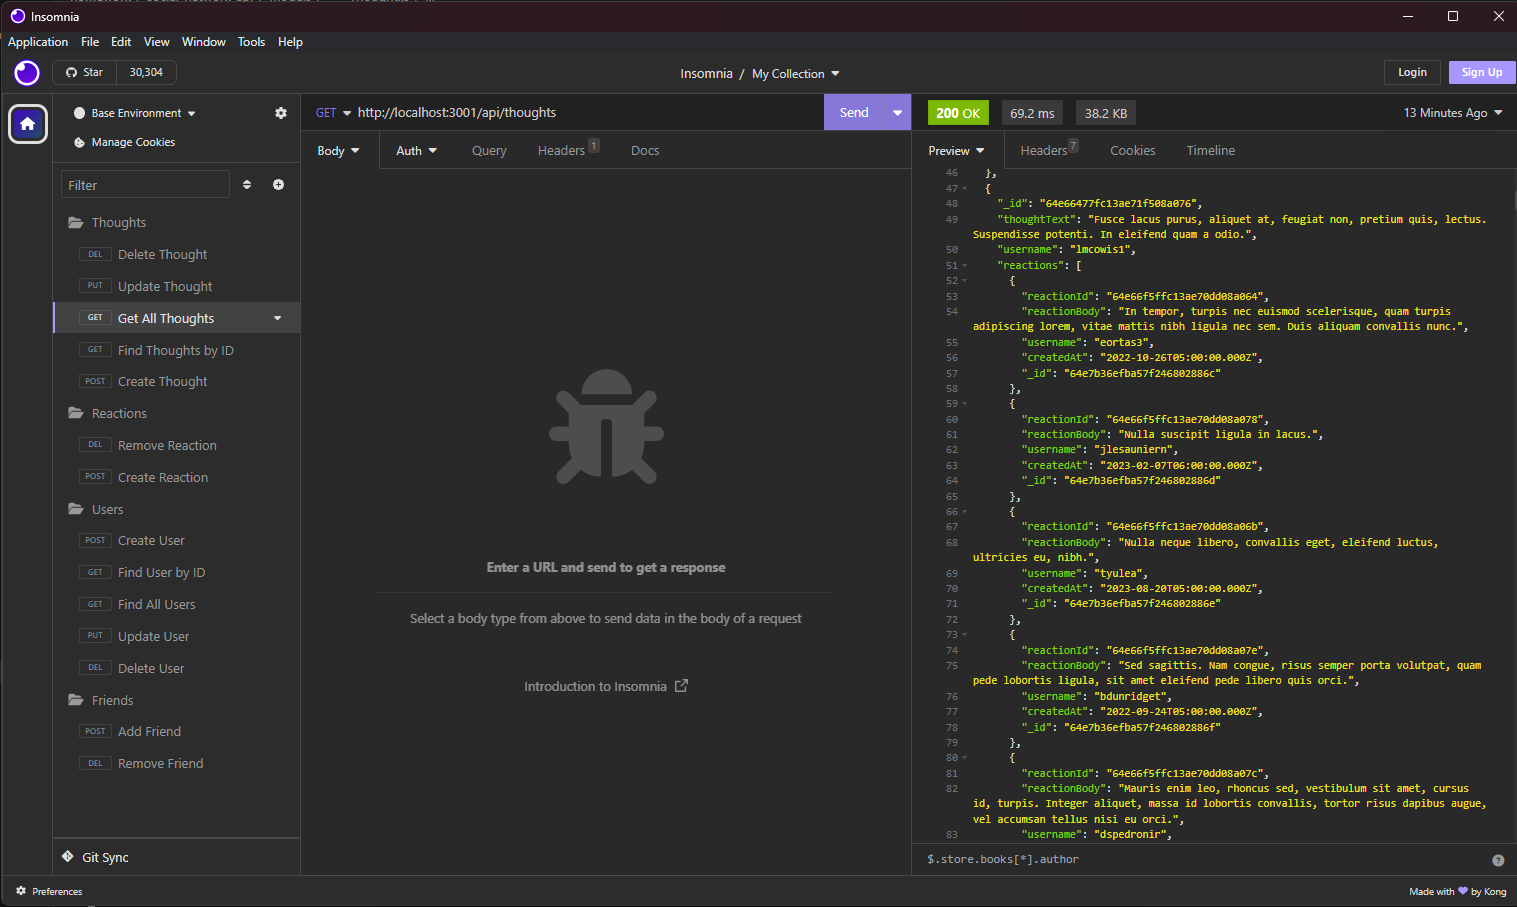 Insomnia
Application File Edit View Window Tools Help
Star 30,304
Insomnia / My Collection
Login Sign Up
Base Environment
Manage Cookies
Filter
Thoughts
DEL Delete Thought
PUT Update Thought
GET Get All Thoughts
GET Find Thoughts by ID
POST Create Thought
Reactions
DEL Remove Reaction
POST Create Reaction
Users
POST Create User
GET Find User by ID
GET Find All Users
PUT Update User
DEL Delete User
Friends
POST Add Friend
DEL Remove Friend
Git Sync
Preferences
GET http://localhost:3001/api/thoughts Send
Body Auth Query Headers 1 Docs
Enter a URL and send to get a response
Select a body type from above to send data in the body of a request
Introduction to Insomnia
200 OK 69.2 ms 38.2 KB 13 Minutes Ago
Preview Headers 7 Cookies Timeline
46 },
47 {
48 "_id": "64e66477fc13ae71f508a076",
49 "thoughtText": "Fusce lacus purus, aliquet at, feugiat non, pretium quis, lectus.
Suspendisse potenti. In eleifend quam a odio.",
50 "username": "lmcowis1",
51 "reactions": [
52 {
53 "reactionId": "64e66f5ffc13ae70dd08a064",
54 "reactionBody": "In tempor, turpis nec euismod scelerisque, quam turpis
adipiscing lorem, vitae mattis nibh ligula nec sem. Duis aliquam convallis nunc.",
55 "username": "eortas3",
56 "createdAt": "2022-10-26T05:00:00.000Z",
57 "_id": "64e7b36efba57f246802886c"
58 },
59 {
60 "reactionId": "64e66f5ffc13ae70dd08a078",
61 "reactionBody": "Nulla suscipit ligula in lacus.",
62 "username": "jlesauniern",
63 "createdAt": "2023-02-07T06:00:00.000Z",
64 "_id": "64e7b36efba57f246802886d"
65 },
66 {
67 "reactionId": "64e66f5ffc13ae70dd08a06b",
68 "reactionBody": "Nulla neque libero, convallis eget, eleifend luctus,
ultricies eu, nibh.",
69 "username": "tyulea",
70 "createdAt": "2023-08-20T05:00:00.000Z",
71 "_id": "64e7b36efba57f246802886e"
72 },
73 {
74 "reactionId": "64e66f5ffc13ae70dd08a07e",
75 "reactionBody": "Sed sagittis. Nam congue, risus semper porta volutpat, quam
pede lobortis ligula, sit amet eleifend pede libero quis orci.",
76 "username": "bdunridget",
77 "createdAt": "2022-09-24T05:00:00.000Z",
78 "_id": "64e7b36efba57f246802886f"
79 },
80 {
81 "reactionId": "64e66f5ffc13ae70dd08a07c",
82 "reactionBody": "Mauris enim leo, rhoncus sed, vestibulum sit amet, cursus
id, turpis. Integer aliquet, massa id lobortis convallis, tortor risus dapibus augue,
vel accumsan tellus nisi eu orci.",
83 "username": "dspedronir",
$.store.books[*].author
Made with 💜 by Kong